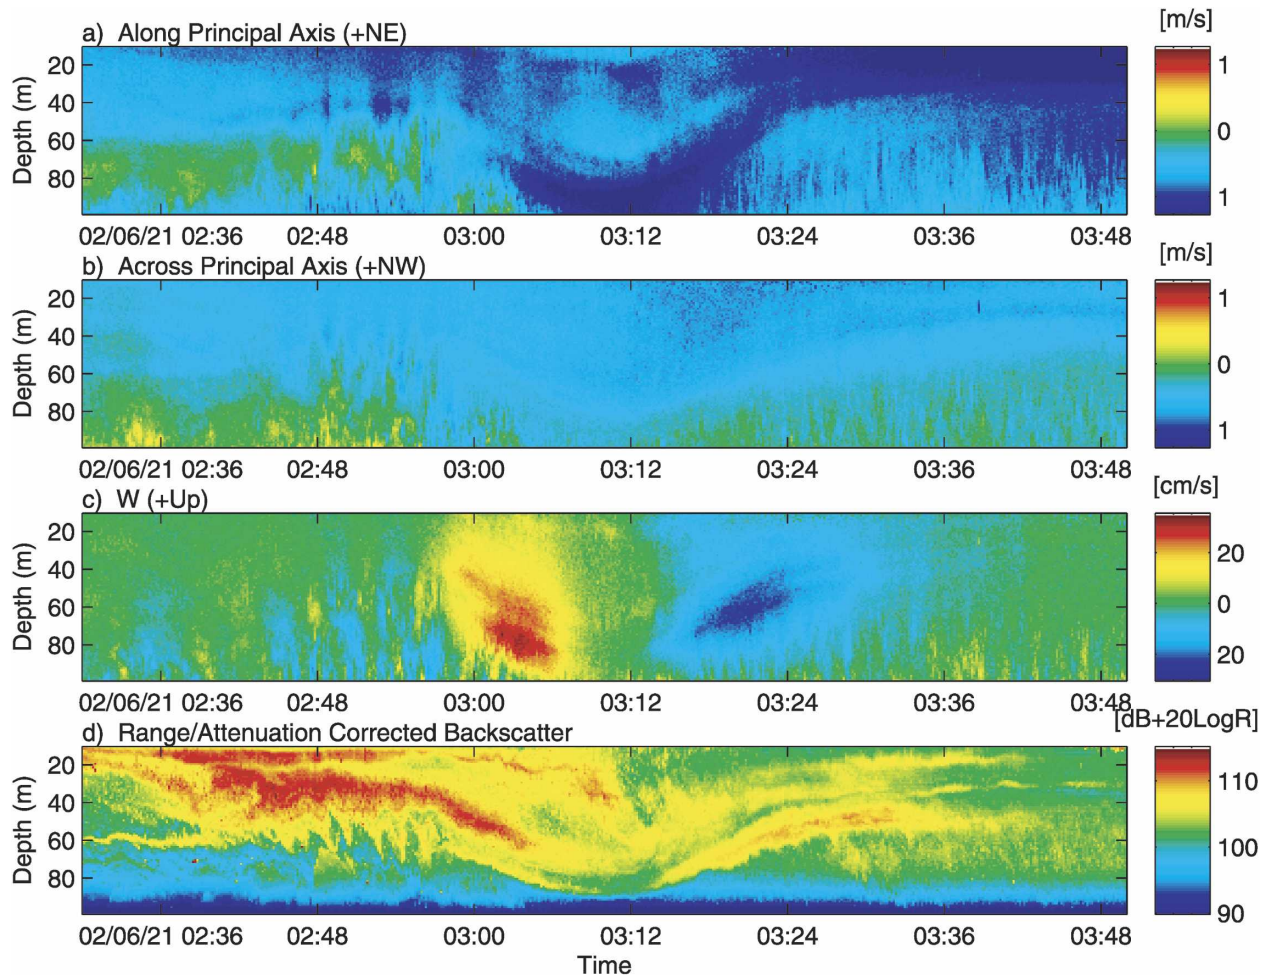 a) Along Principal Axis (+NE)
[m/s]
Depth (m)
20
40
60
80
1
0
1
02/06/21 02:36 02:48 03:00 03:12 03:24 03:36 03:48
b) Across Principal Axis (+NW)
[m/s]
Depth (m)
20
40
60
80
1
0
1
02/06/21 02:36 02:48 03:00 03:12 03:24 03:36 03:48
c) W (+Up)
[cm/s]
Depth (m)
20
40
60
80
20
0
20
02/06/21 02:36 02:48 03:00 03:12 03:24 03:36 03:48
d) Range/Attenuation Corrected Backscatter
[dB+20LogR]
Depth (m)
20
40
60
80
110
100
90
02/06/21 02:36 02:48 03:00 03:12 03:24 03:36 03:48
Time